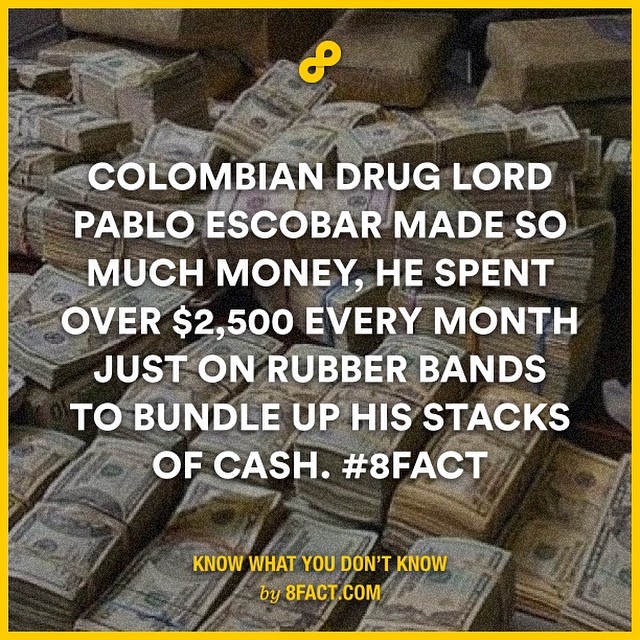 COLOMBIAN DRUG LORD
PABLO ESCOBAR MADE SO
MUCH MONEY, HE SPENT
OVER $2,500 EVERY MONTH
JUST ON RUBBER BANDS
TO BUNDLE UP HIS STACKS
OF CASH. #8FACT
KNOW WHAT YOU DON'T KNOW
by 8FACT.COM